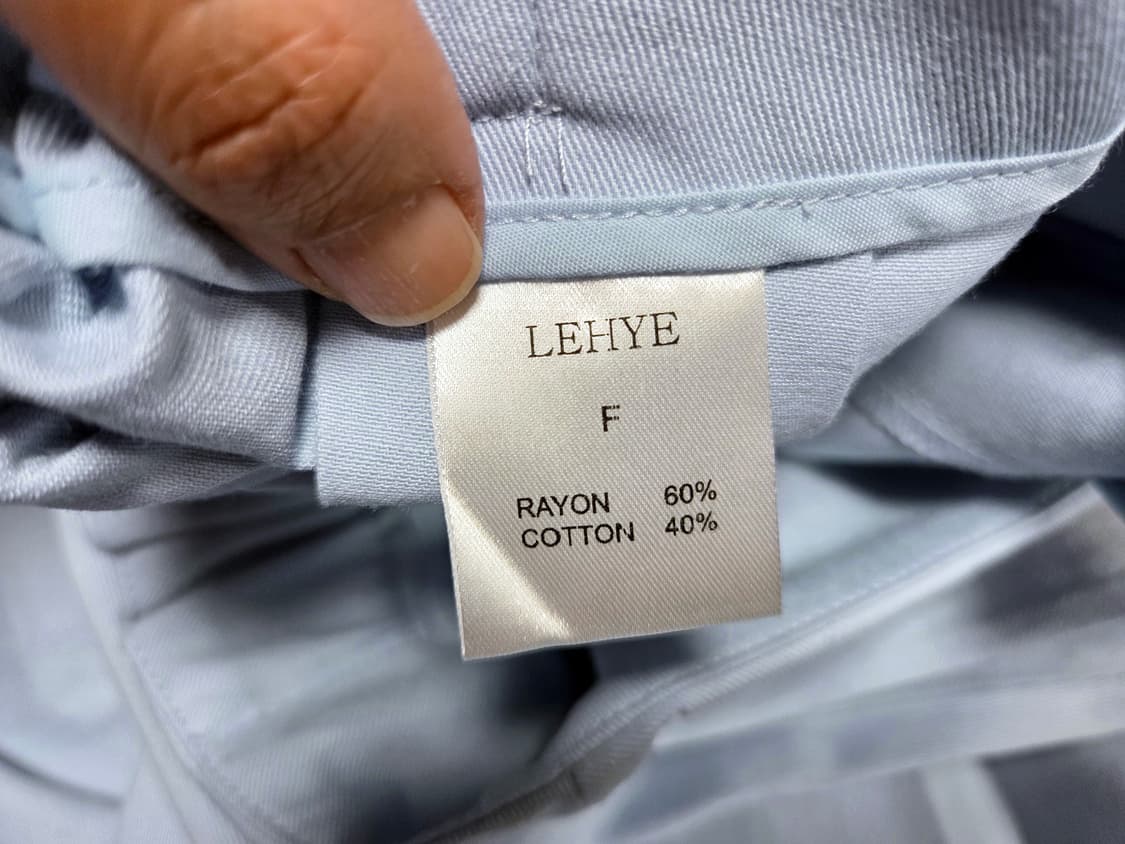 LEHYE
F
RAYON 60%
COTTON 40%